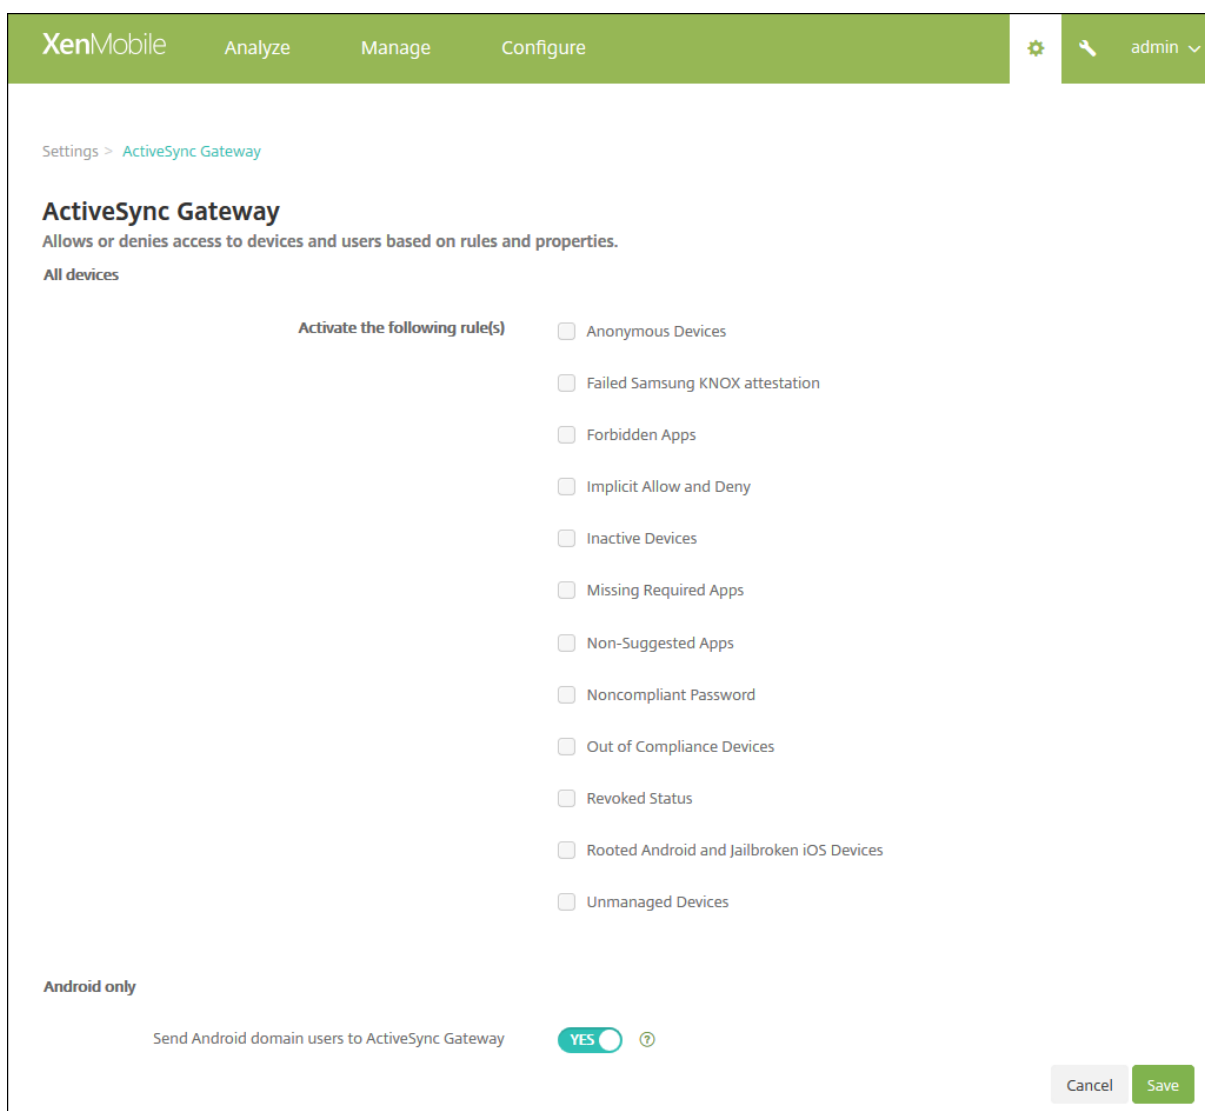 XenMobile Analyze Manage Configure admin
Settings > ActiveSync Gateway
ActiveSync Gateway
Allows or denies access to devices and users based on rules and properties.
All devices
Activate the following rule(s) Anonymous Devices
Failed Samsung KNOX attestation
Forbidden Apps
Implicit Allow and Deny
Inactive Devices
Missing Required Apps
Non-Suggested Apps
Noncompliant Password
Out of Compliance Devices
Revoked Status
Rooted Android and Jailbroken iOS Devices
Unmanaged Devices
Android only
Send Android domain users to ActiveSync Gateway YES ?
Cancel Save